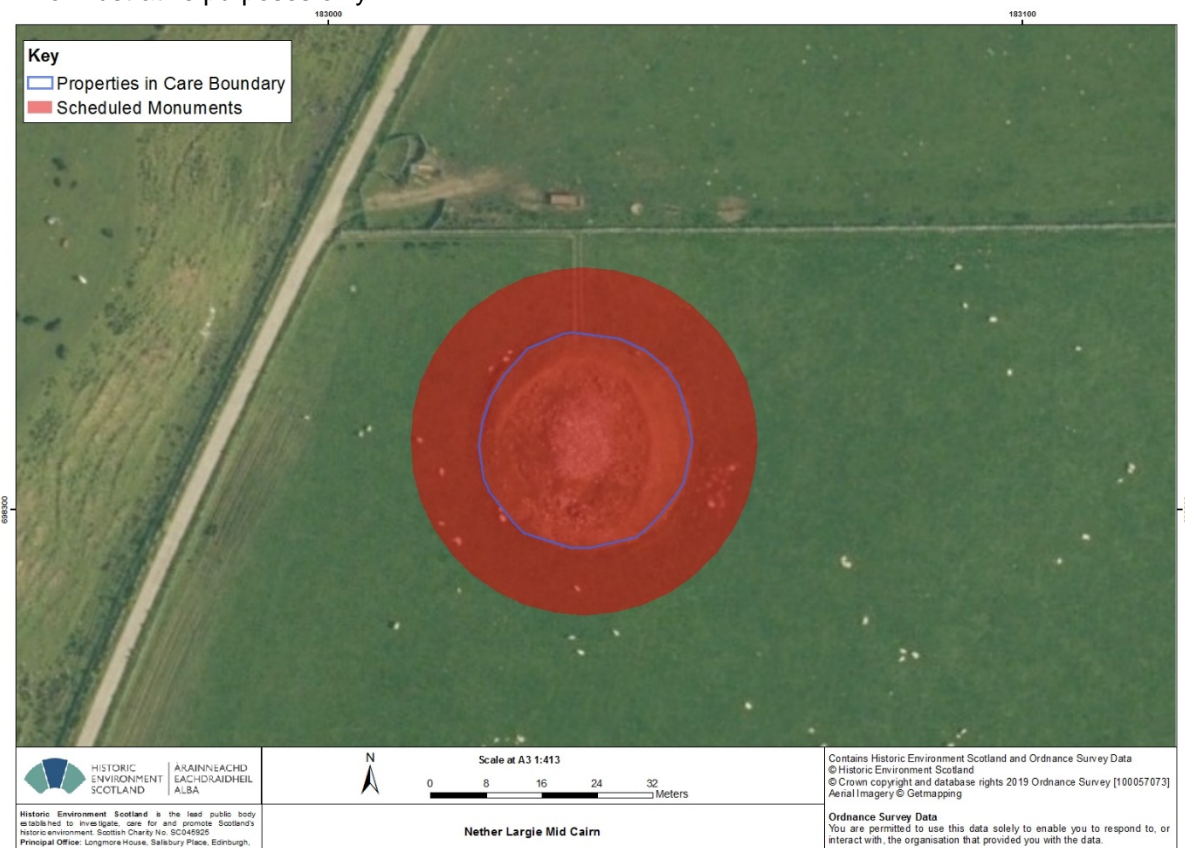 183000
183100
Key
Properties in Care Boundary
Scheduled Monuments
698300
HISTORIC
ENVIRONMENT
SCOTLAND
ÀRAINNEACHD
EACHDRAIDHEIL
ALBA
Historic Environment Scotland is the lead public body
established to investigate, care for and promote Scotland's
historic environment. Scottish Charity No. SC045925
Principal Office: Longmore House, Salisbury Place, Edinburgh,
N
Scale at A3 1:413
0 8 16 24 32
Meters
Nether Largie Mid Cairn
Contains Historic Environment Scotland and Ordnance Survey Data
© Historic Environment Scotland
© Crown copyright and database rights 2019 Ordnance Survey [100057073]
Aerial Imagery © Getmapping
Ordnance Survey Data
You are permitted to use this data solely to enable you to respond to, or
interact with, the organisation that provided you with the data.